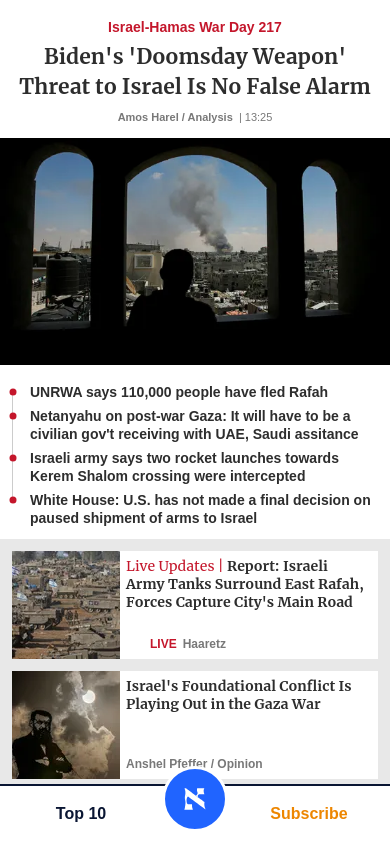 Israel-Hamas War Day 217
Biden's 'Doomsday Weapon'
Threat to Israel Is No False Alarm
Amos Harel / Analysis | 13:25
UNRWA says 110,000 people have fled Rafah
Netanyahu on post-war Gaza: It will have to be a
civilian gov't receiving with UAE, Saudi assitance
Israeli army says two rocket launches towards
Kerem Shalom crossing were intercepted
White House: U.S. has not made a final decision on
paused shipment of arms to Israel
Live Updates | Report: Israeli
Army Tanks Surround East Rafah,
Forces Capture City's Main Road
LIVE Haaretz
Israel's Foundational Conflict Is
Playing Out in the Gaza War
Anshel Pfeffer / Opinion
Top 10
Subscribe